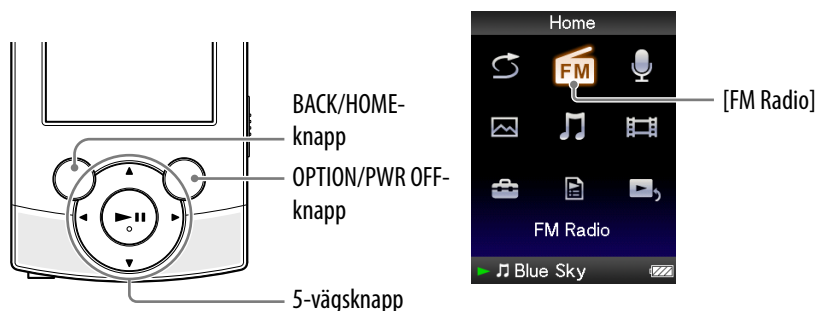 BACK/HOME-
knapp
OPTION/PWR OFF-
knapp
5-vägsknapp
Home
FM
[FM Radio]
FM Radio
Blue Sky